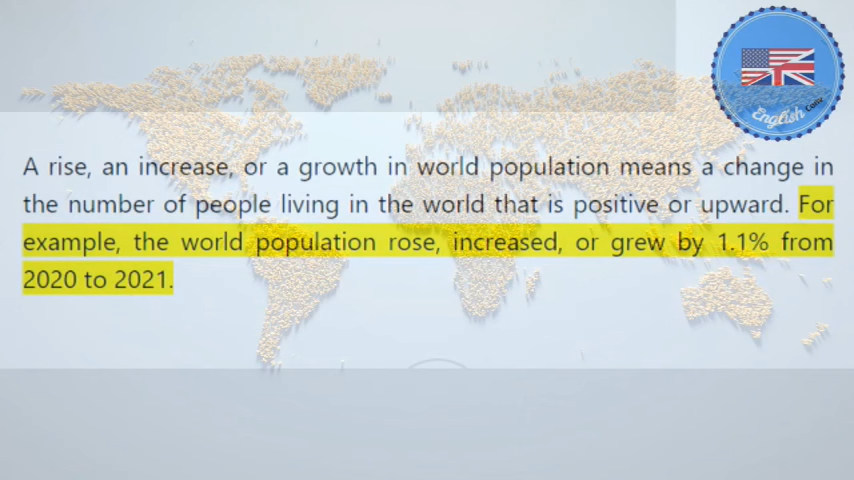 English Conv
A rise, an increase, or a growth in world population means a change in
the number of people living in the world that is positive or upward. For
example, the world population rose, increased, or grew by 1.1% from
2020 to 2021.